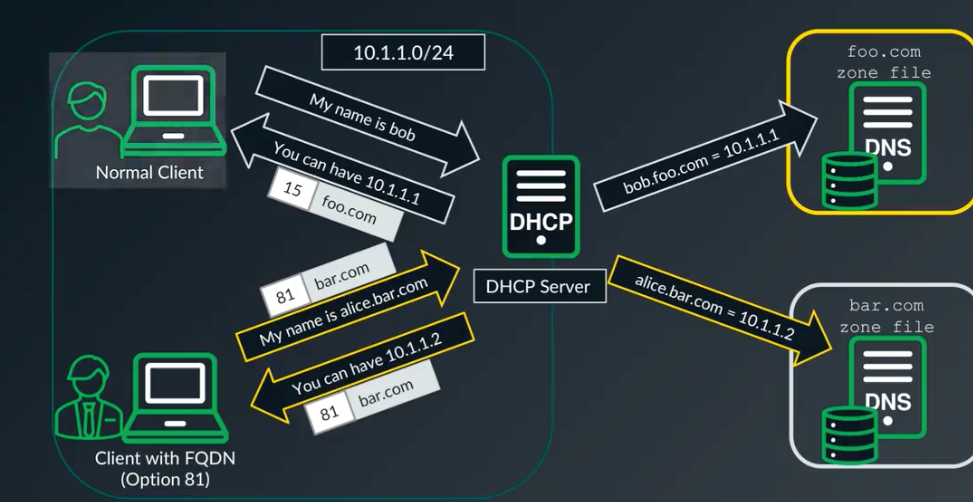 10.1.1.0/24
My name is bob
Normal Client
You can have 10.1.1.1
15 foo.com
DHCP
DHCP Server
bob.foo.com = 10.1.1.1
foo.com
zone file
DNS
81 bar.com
My name is alice.bar.com
You can have 10.1.1.2
81 bar.com
Client with FQDN
(Option 81)
alice.bar.com = 10.1.1.2
bar.com
zone file
DNS